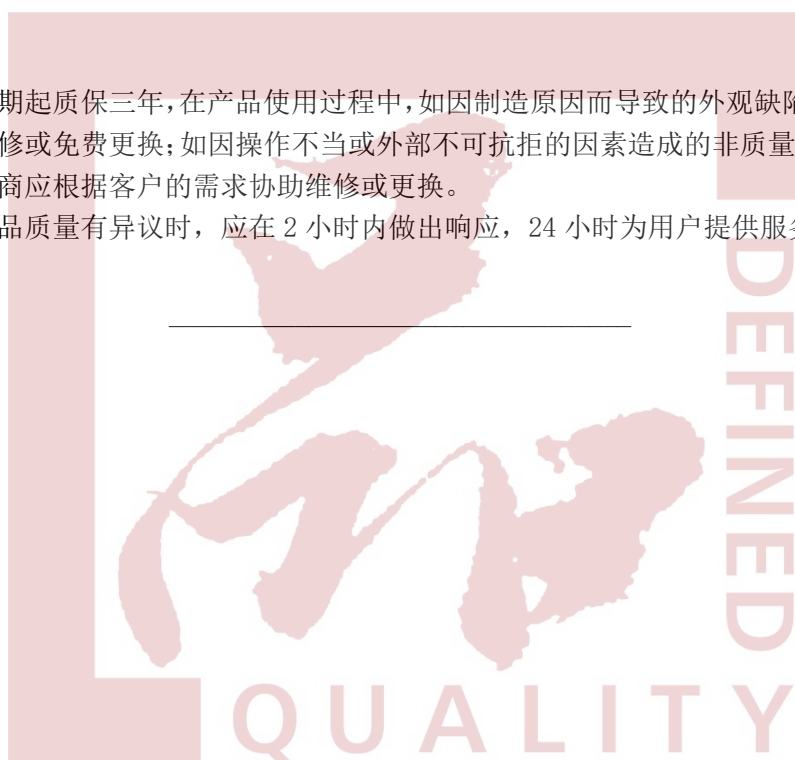 期起质保三年，在产品使用过程中，如因制造原因而导致的外观缺陷
修或免费更换；如因操作不当或外部不可抗拒的因素造成的非质量
商应根据客户的需求协助维修或更换。
品质量有异议时，应在 2 小时内做出响应，24 小时为用户提供服务
DEFINED
QUALITY